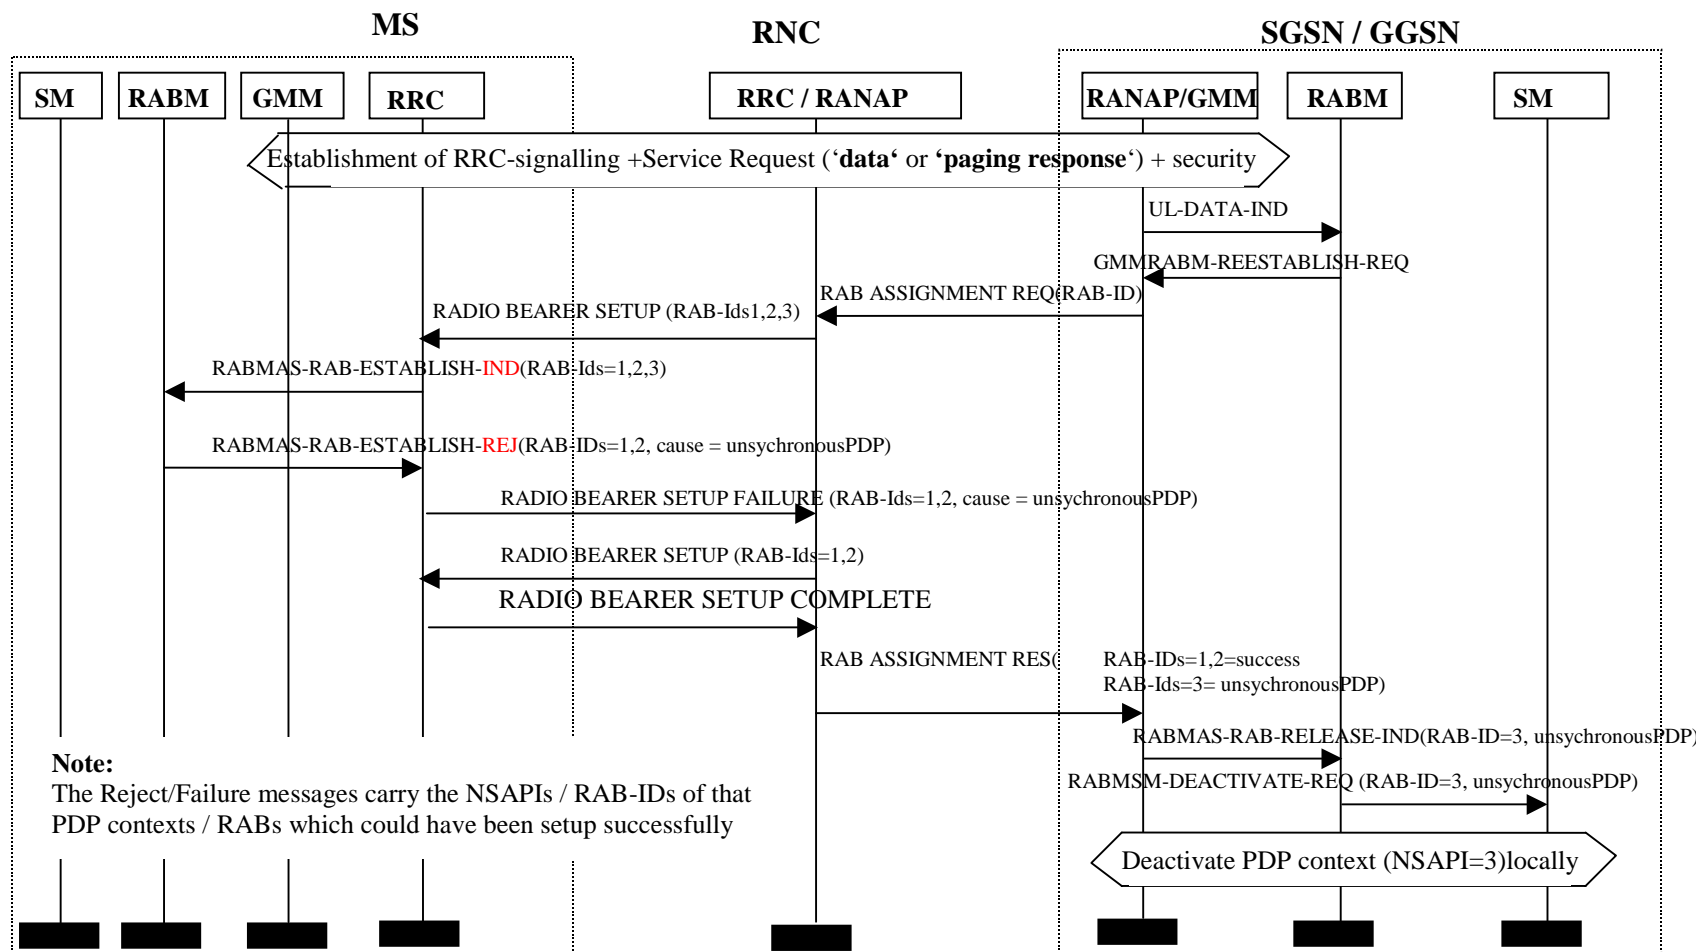 MS
RNC
SGSN / GGSN
SM
RABM
GMM
RRC
RRC / RANAP
RANAP/GMM
RABM
SM
Establishment of RRC-signalling +Service Request (‘data‘ or ‘paging response‘) + security
UL-DATA-IND
GMMRABM-REESTABLISH-REQ
RAB ASSIGNMENT REQ(RAB-ID)
RADIO BEARER SETUP (RAB-Ids1,2,3)
RABMAS-RAB-ESTABLISH-IND(RAB-Ids=1,2,3)
RABMAS-RAB-ESTABLISH-REJ(RAB-IDs=1,2, cause = unsychronousPDP)
RADIO BEARER SETUP FAILURE (RAB-Ids=1,2, cause = unsychronousPDP)
RADIO BEARER SETUP (RAB-Ids=1,2)
RADIO BEARER SETUP COMPLETE
RAB ASSIGNMENT RES( RAB-IDs=1,2=success
RAB-Ids=3= unsychronousPDP)
RABMAS-RAB-RELEASE-IND(RAB-ID=3, unsychronousPDP)
RABMSM-DEACTIVATE-REQ (RAB-ID=3, unsychronousPDP)
Note:
The Reject/Failure messages carry the NSAPIs / RAB-IDs of that
PDP contexts / RABs which could have been setup successfully
Deactivate PDP context (NSAPI=3)locally